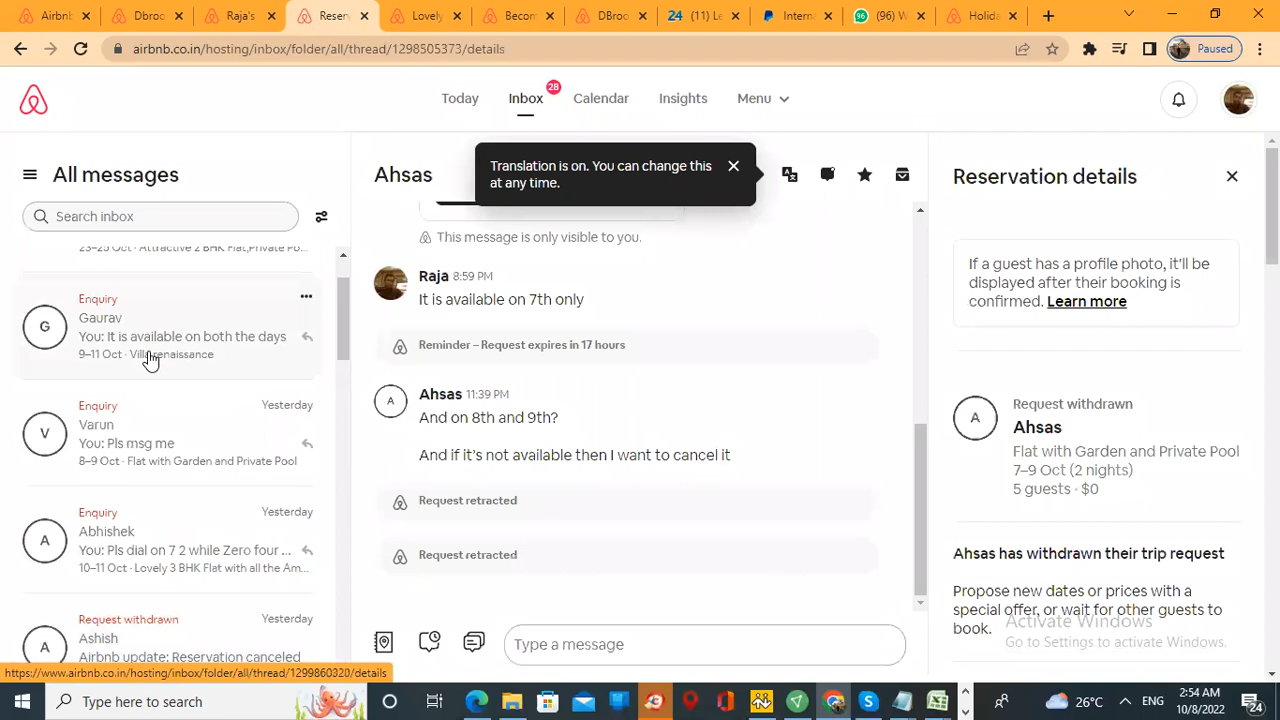 Airbn
Dbroo
Raja's
Reser
Lovely
Becom
DBroo
24 (11) L
Intern
(96) W
Holida
airbnb.co.in/hosting/inbox/folder/all/thread/1298505373/details
Paused
Today
Inbox
28
Calendar
Insights
Menu
All messages
Search inbox
23–25 Oct · Attractive 2 BHK Flat,Private Po...
Enquiry
Gaurav
G
You: It is available on both the days
9–11 Oct · Villa renaissance
Enquiry
Yesterday
Varun
V
You: Pls msg me
8–9 Oct · Flat with Garden and Private Pool
Enquiry
Yesterday
Abhishek
A
You: Pls dial on 7 2 while Zero four ...
10–11 Oct · Lovely 3 BHK Flat with all the Am...
Request withdrawn
Yesterday
Ashish
A
Airbnb update: Reservation canceled
https://www.airbnb.co.in/hosting/inbox/folder/all/thread/1299860320/details
Ahsas
Translation is on. You can change this
at any time.
This message is only visible to you.
Raja 8:59 PM
It is available on 7th only
Reminder – Request expires in 17 hours
A
Ahsas 11:39 PM
And on 8th and 9th?
And if it's not available then I want to cancel it
Request retracted
Request retracted
Type a message
Reservation details
If a guest has a profile photo, it'll be
displayed after their booking is
confirmed. Learn more
A
Request withdrawn
Ahsas
Flat with Garden and Private Pool
7–9 Oct (2 nights)
5 guests · $0
Ahsas has withdrawn their trip request
Propose new dates or prices with a
special offer, or wait for other guests to
book.
Activate Windows
Go to Settings to activate Windows.
Type here to search
26°C
ENG
2:54 AM
10/8/2022
24